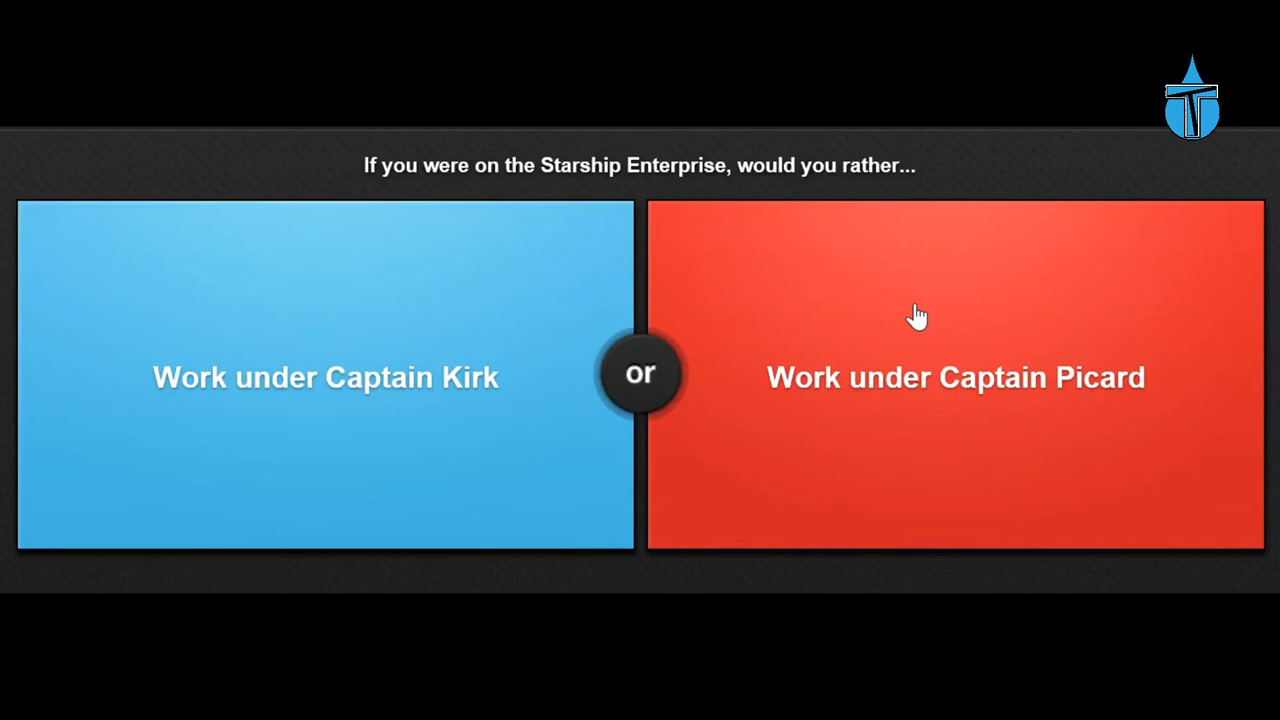 If you were on the Starship Enterprise, would you rather...
Work under Captain Kirk
or
Work under Captain Picard
T